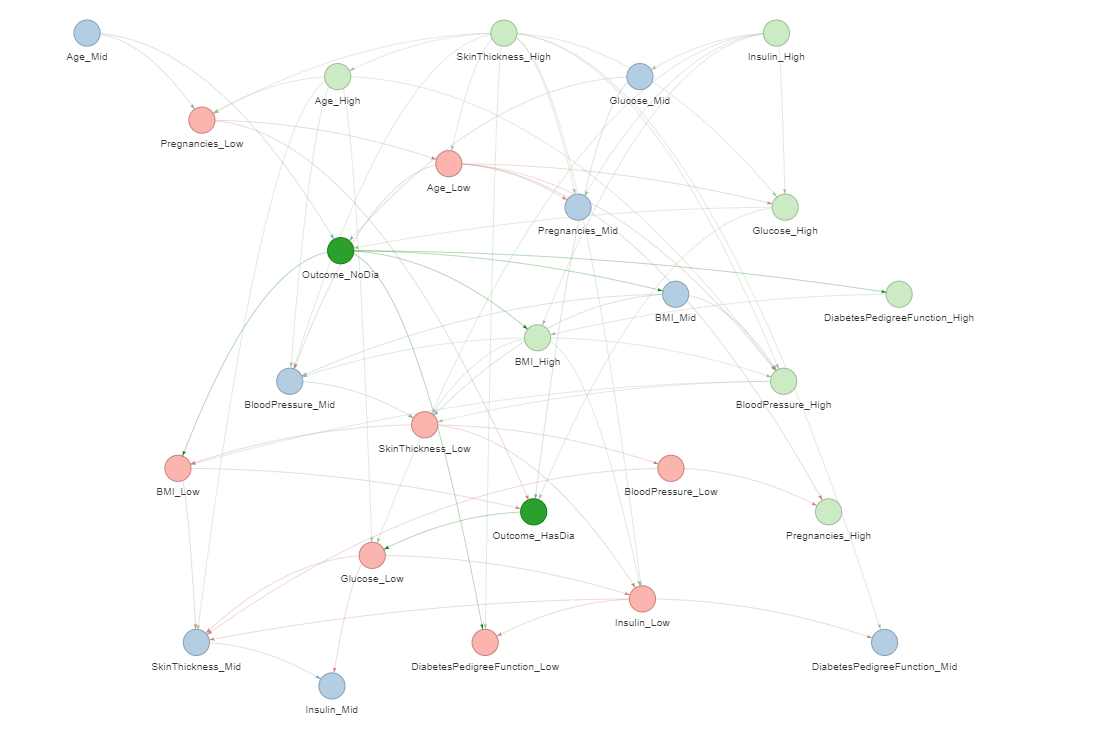 Age_Mid
SkinThickness_High
Insulin_High
Age_High
Glucose_Mid
Pregnancies_Low
Age_Low
Pregnancies_Mid
Glucose_High
Outcome_NoDia
BMI_Mid
DiabetesPedigreeFunction_High
BMI_High
BloodPressure_Mid
BloodPressure_High
SkinThickness_Low
BMI_Low
BloodPressure_Low
Outcome_HasDia
Pregnancies_High
Glucose_Low
Insulin_Low
SkinThickness_Mid
DiabetesPedigreeFunction_Low
DiabetesPedigreeFunction_Mid
Insulin_Mid